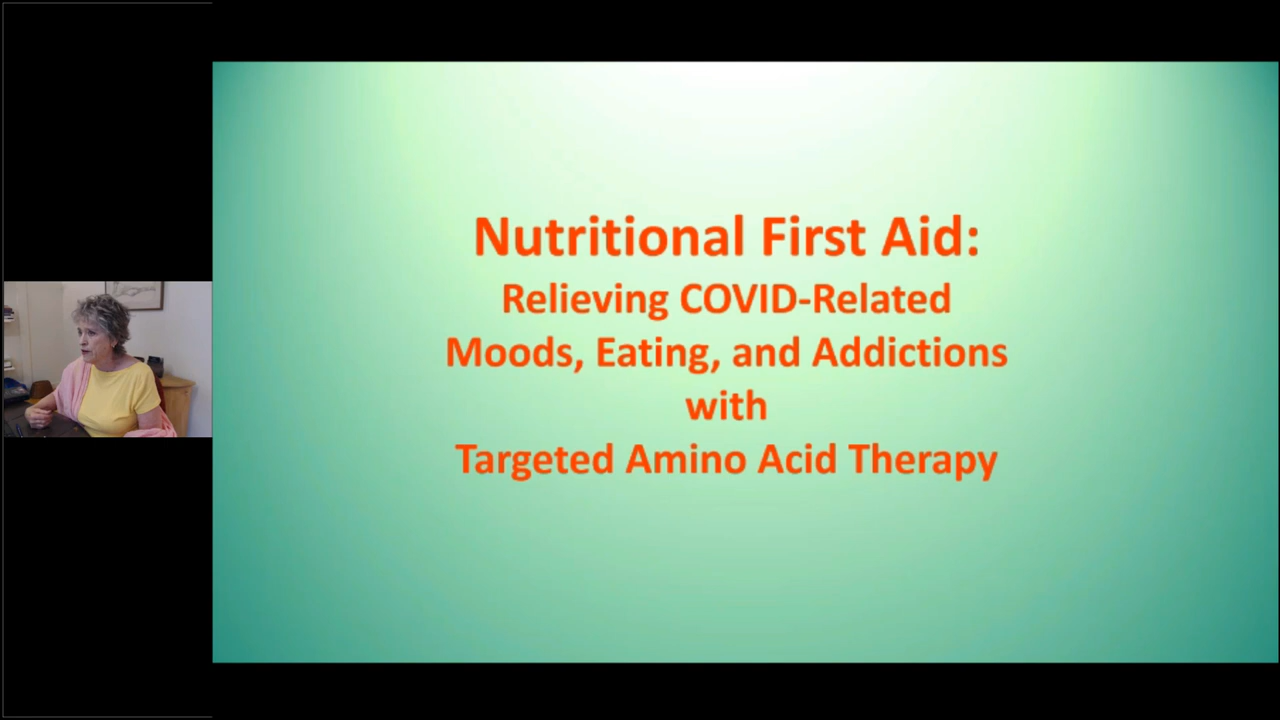 Nutritional First Aid:
Relieving COVID-Related
Moods, Eating, and Addictions
with
Targeted Amino Acid Therapy